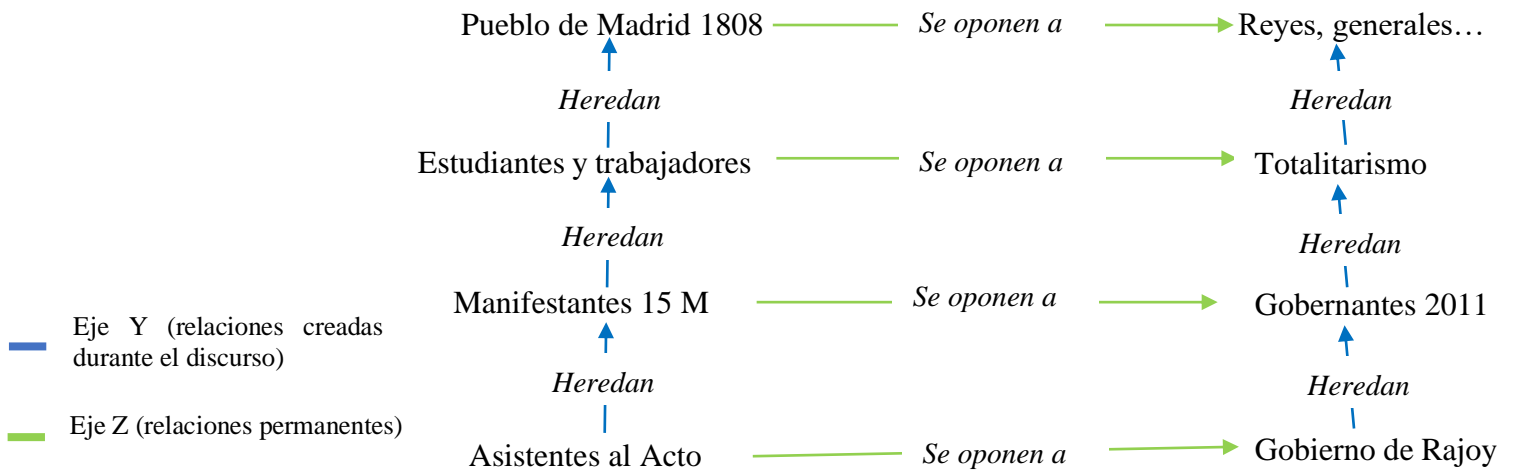 Pueblo de Madrid 1808 Se oponen a Reyes, generales…
Heredan Heredan
Estudiantes y trabajadores Se oponen a Totalitarismo
Heredan Heredan
Manifestantes 15 M Se oponen a Gobernantes 2011
Eje Y (relaciones creadas
durante el discurso)
Heredan Heredan
Eje Z (relaciones permanentes)
Asistentes al Acto Se oponen a Gobierno de Rajoy